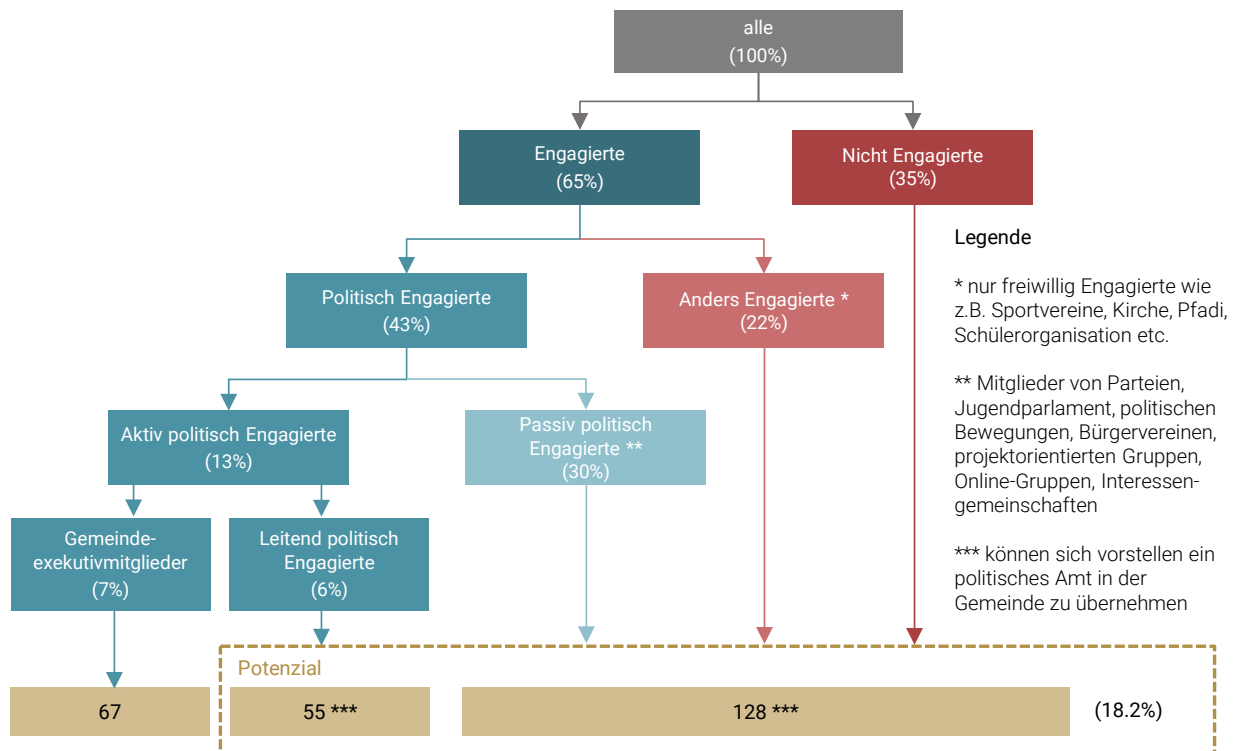 alle
(100%)
Engagierte
(65%)
Nicht Engagierte
(35%)
Politisch Engagierte
(43%)
Anders Engagierte *
(22%)
Aktiv politisch Engagierte
(13%)
Passiv politisch
Engagierte **
(30%)
Gemeinde-
exekutivmitglieder
(7%)
Leitend politisch
Engagierte
(6%)
Legende
* nur freiwillig Engagierte wie
z.B. Sportvereine, Kirche, Pfadi,
Schülerorganisation etc.
** Mitglieder von Parteien,
Jugendparlament, politischen
Bewegungen, Bürgervereinen,
projektorientierten Gruppen,
Online-Gruppen, Interessen-
gemeinschaften
*** können sich vorstellen ein
politisches Amt in der
Gemeinde zu übernehmen
Potenzial
67
55 ***
128 ***
(18.2%)